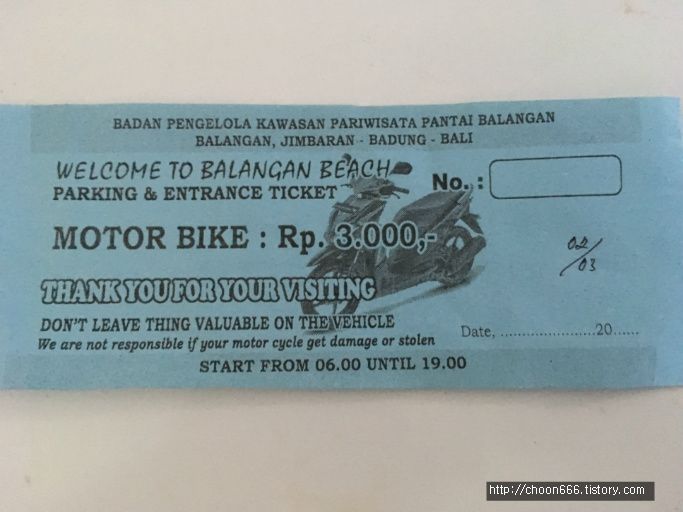 BADAN PENGELOLA KAWASAN PARIWISATA PANTAI BALANGAN
BALANGAN, JIMBARAN - BADUNG - BALI
WELCOME TO BALANGAN BEACH
PARKING & ENTRANCE TICKET
No. :
MOTOR BIKE : Rp. 3.000,-
02/03
THANK YOU FOR YOUR VISITING
DON'T LEAVE THING VALUABLE ON THE VEHICLE
We are not responsible if your motor cycle get damage or stolen
Date, ......................20......
START FROM 06.00 UNTIL 19.00
http://choon666.tistory.com